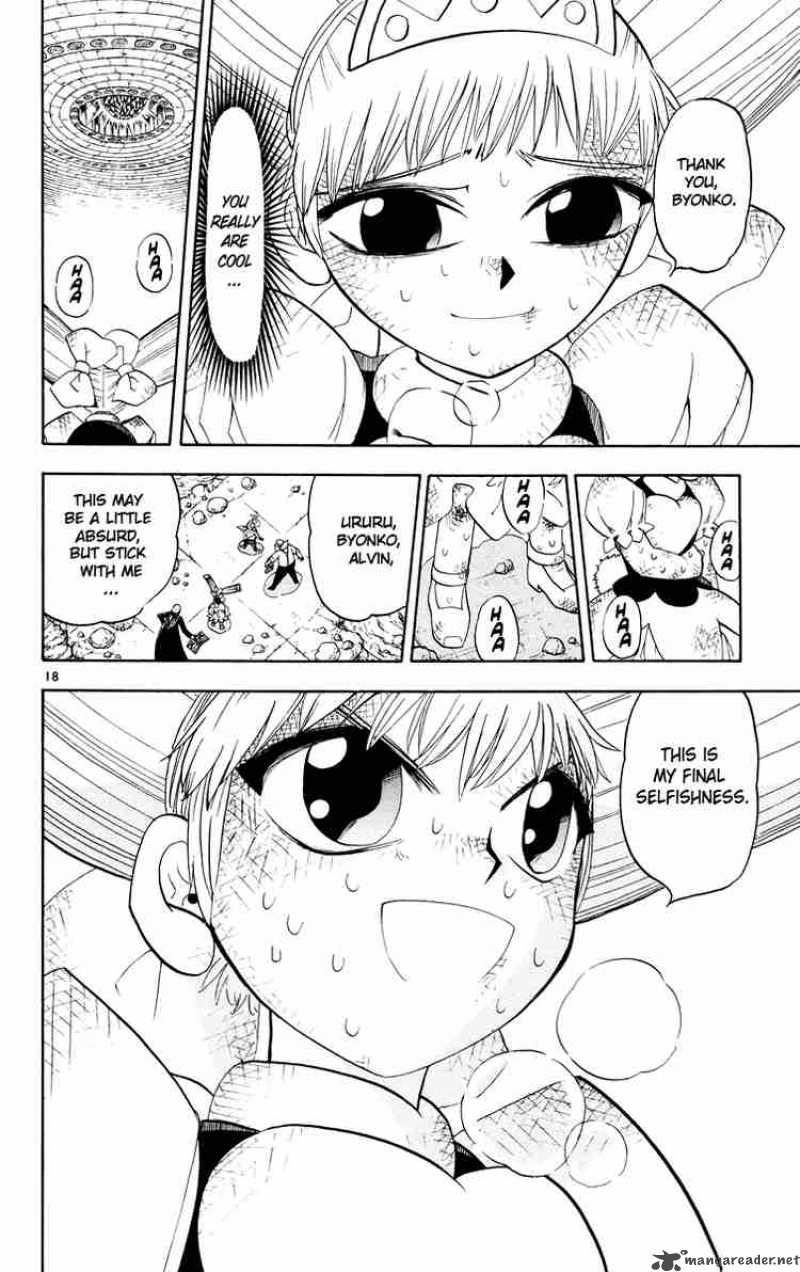 THANK
YOU,
BYONKO.
YOU
REALLY
ARE
COOL
...
HAA
HAA
HAA
HAA
HAA
HAA
URURU,
BYONKO,
ALVIN,
THIS MAY
BE A LITTLE
ABSURD,
BUT STICK
WITH ME
...
18
THIS IS
MY FINAL
SELFISHNESS.
mangareader.net